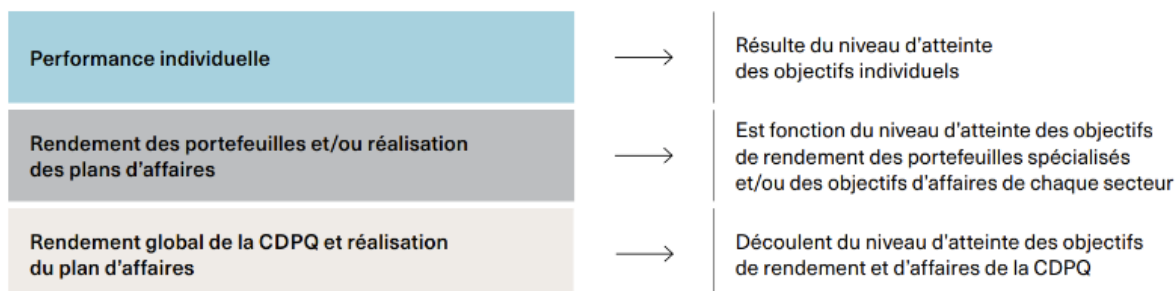 Performance individuelle
Résulte du niveau d'atteinte
des objectifs individuels
Rendement des portefeuilles et/ou réalisation
des plans d'affaires
Est fonction du niveau d'atteinte des objectifs
de rendement des portefeuilles spécialisés
et/ou des objectifs d'affaires de chaque secteur
Rendement global de la CDPQ et réalisation
du plan d'affaires
Découlent du niveau d'atteinte des objectifs
de rendement et d'affaires de la CDPQ